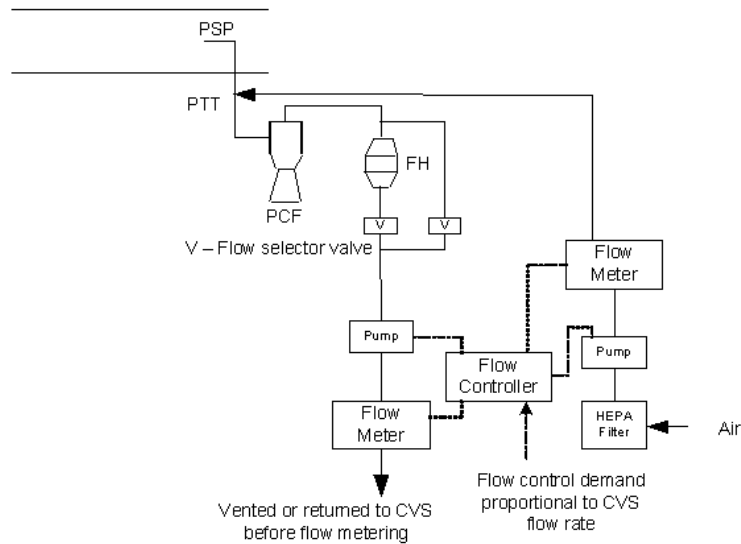 PSP
PTT
PCF
FH
V
V
V – Flow selector valve
Flow
Meter
Pump
Flow
Controller
Pump
Flow
Meter
HEPA
Filter
Air
Vented or returned to CVS
before flow metering
Flow control demand
proportional to CVS
flow rate